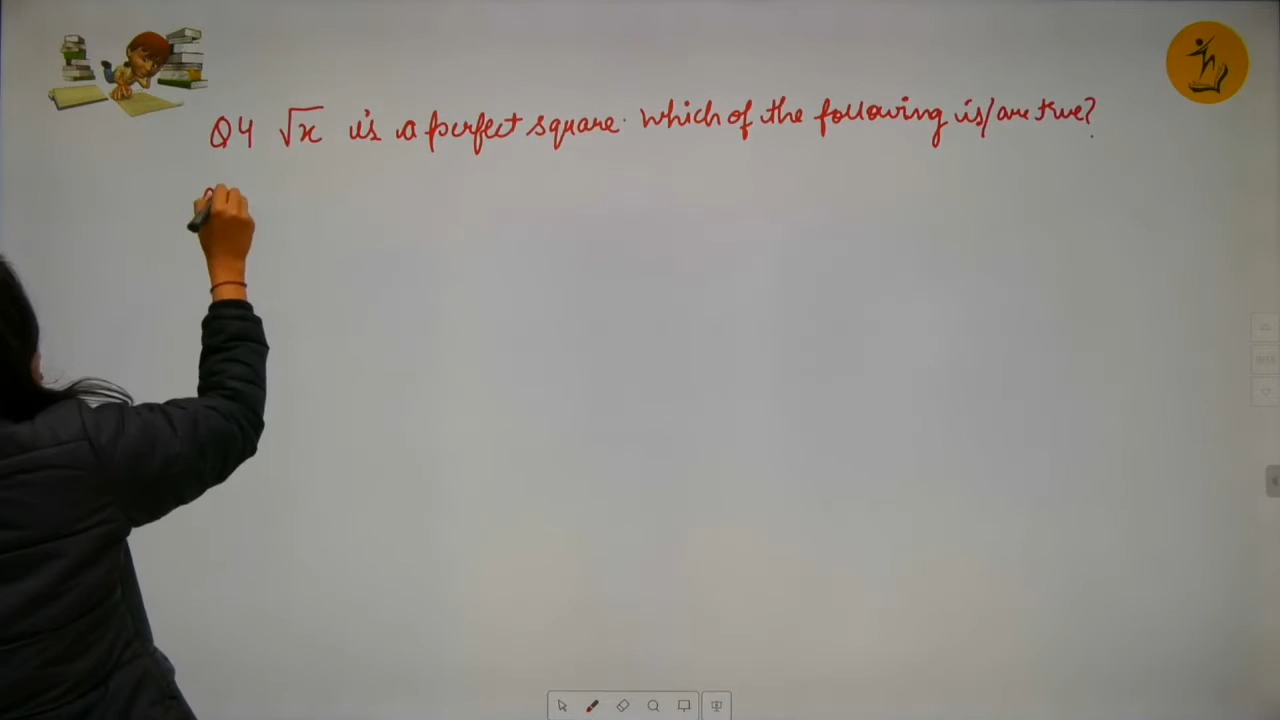 Q4 √x is a perfect square. which of the following is/are true?